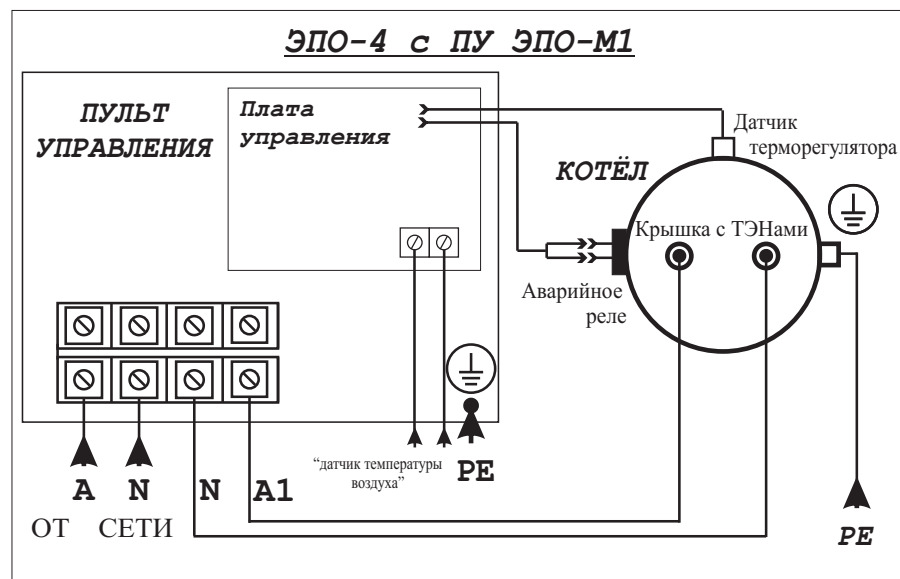 ЭПО-4 с ПУ ЭПО-М1
ПУЛЬТ
УПРАВЛЕНИЯ
Плата
управления
Датчик
терморегулятора
КОТЁЛ
Крышка с ТЭНами
Аварийное
реле
“датчик температуры
воздуха”
PE
A N N A1
ОТ СЕТИ
PE